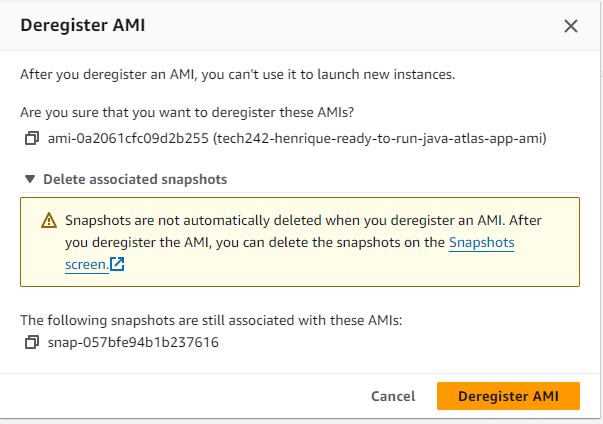 Deregister AMI
After you deregister an AMI, you can't use it to launch new instances.
Are you sure that you want to deregister these AMIs?
ami-0a2061cfc09d2b255 (tech242-henrique-ready-to-run-java-atlas-app-ami)
Delete associated snapshots
Snapshots are not automatically deleted when you deregister an AMI. After
you deregister the AMI, you can delete the snapshots on the Snapshots
screen.
The following snapshots are still associated with these AMIs:
snap-057bfe94b1b237616
Cancel Deregister AMI